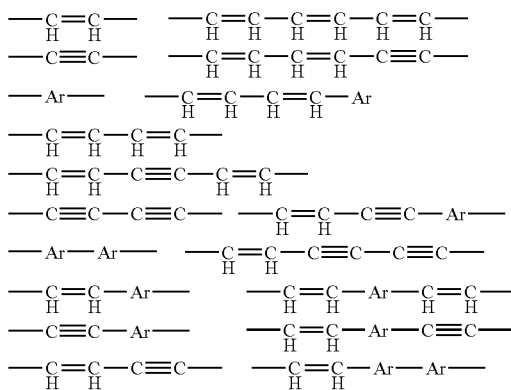 —C=C— —C=C—C=C—C=C—
H H H H H H H H
—C≡C— —C=C—C=C—C≡C—
H H H H
—Ar— —C=C—C=C—Ar
H H H H
—C=C—C=C—
H H H H
—C=C—C≡C—C=C—
H H H H
—C≡C—C≡C— —C=C—C≡C—Ar—
H H
—Ar—Ar— —C=C—C≡C—C≡C—
H H
—C=C—Ar— —C=C—Ar—C=C—
H H H H H H
—C≡C—Ar— —C=C—Ar—C≡C—
H H
—C=C—C≡C— —C=C—Ar—Ar—
H H H H